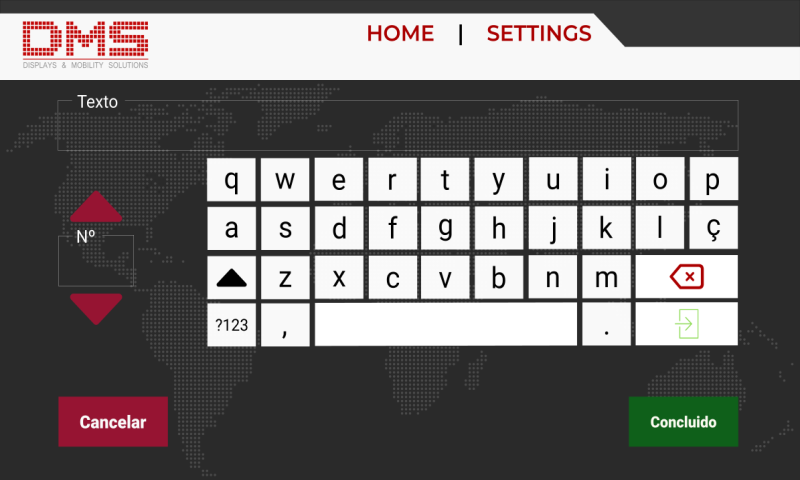 DMS
DISPLAYS & MOBILITY SOLUTIONS
HOME | SETTINGS
Texto
q w e r t y u i o p
a s d f g h j k l ç
Nº
z x c v b n m
?123 , .
Cancelar
Concluido